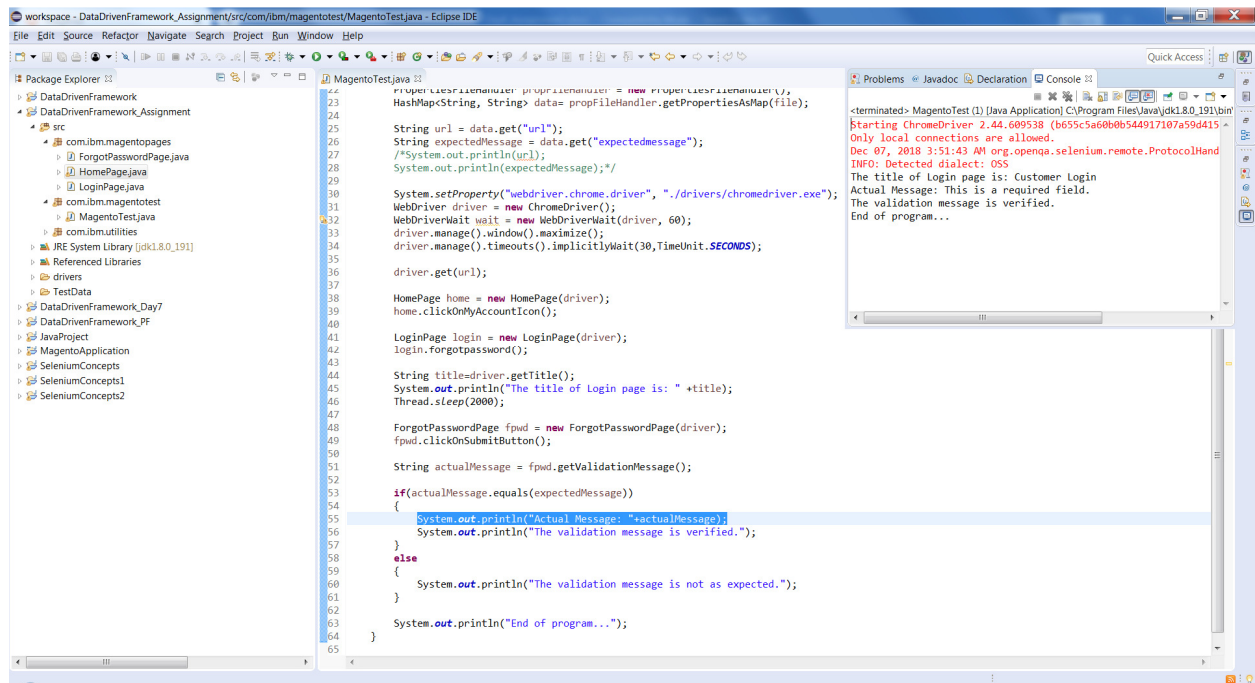 workspace - DataDrivenFramework_Assignment/src/com/ibm/magentotest/MagentoTest.java - Eclipse IDE
File Edit Source Refactor Navigate Search Project Run Window Help
Quick Access
Package Explorer
DataDrivenFramework
DataDrivenFramework_Assignment
src
com.ibm.magentopages
ForgotPasswordPage.java
HomePage.java
LoginPage.java
com.ibm.magentotest
MagentoTest.java
com.ibm.utilities
JRE System Library [jdk1.8.0_191]
Referenced Libraries
drivers
TestData
DataDrivenFramework_Day7
DataDrivenFramework_PF
JavaProject
MagentoApplication
SeleniumConcepts
SeleniumConcepts1
SeleniumConcepts2
MagentoTest.java
22 PropertiesFileHandler propFileHandler = new PropertiesFileHandler();
23 HashMap<String, String> data= propFileHandler.getPropertiesAsMap(file);
24
25 String url = data.get("url");
26 String expectedMessage = data.get("expectedmessage");
27 /*System.out.println(url);
28 System.out.println(expectedMessage);*/
29
30 System.setProperty("webdriver.chrome.driver", "./drivers/chromedriver.exe");
31 WebDriver driver = new ChromeDriver();
32 WebDriverWait wait = new WebDriverWait(driver, 60);
33 driver.manage().window().maximize();
34 driver.manage().timeouts().implicitlyWait(30,TimeUnit.SECONDS);
35
36 driver.get(url);
37
38 HomePage home = new HomePage(driver);
39 home.clickOnMyAccountIcon();
40
41 LoginPage login = new LoginPage(driver);
42 login.forgotpassword();
43
44 String title=driver.getTitle();
45 System.out.println("The title of Login page is: " +title);
46 Thread.sleep(2000);
47
48 ForgotPasswordPage fpwd = new ForgotPasswordPage(driver);
49 fpwd.clickOnSubmitButton();
50
51 String actualMessage = fpwd.getValidationMessage();
52
53 if(actualMessage.equals(expectedMessage))
54 {
55 System.out.println("Actual Message: "+actualMessage);
56 System.out.println("The validation message is verified.");
57 }
58 else
59 {
60 System.out.println("The validation message is not as expected.");
61 }
62
63 System.out.println("End of program...");
64 }
65
Problems Javadoc Declaration Console
<terminated> MagentoTest (1) [Java Application] C:\Program Files\Java\jdk1.8.0_191\bin\
Starting ChromeDriver 2.44.609538 (b655c5a60b0b544917107a59d415
Only local connections are allowed.
Dec 07, 2018 3:51:43 AM org.openqa.selenium.remote.ProtocolHand
INFO: Detected dialect: OSS
The title of Login page is: Customer Login
Actual Message: This is a required field.
The validation message is verified.
End of program...